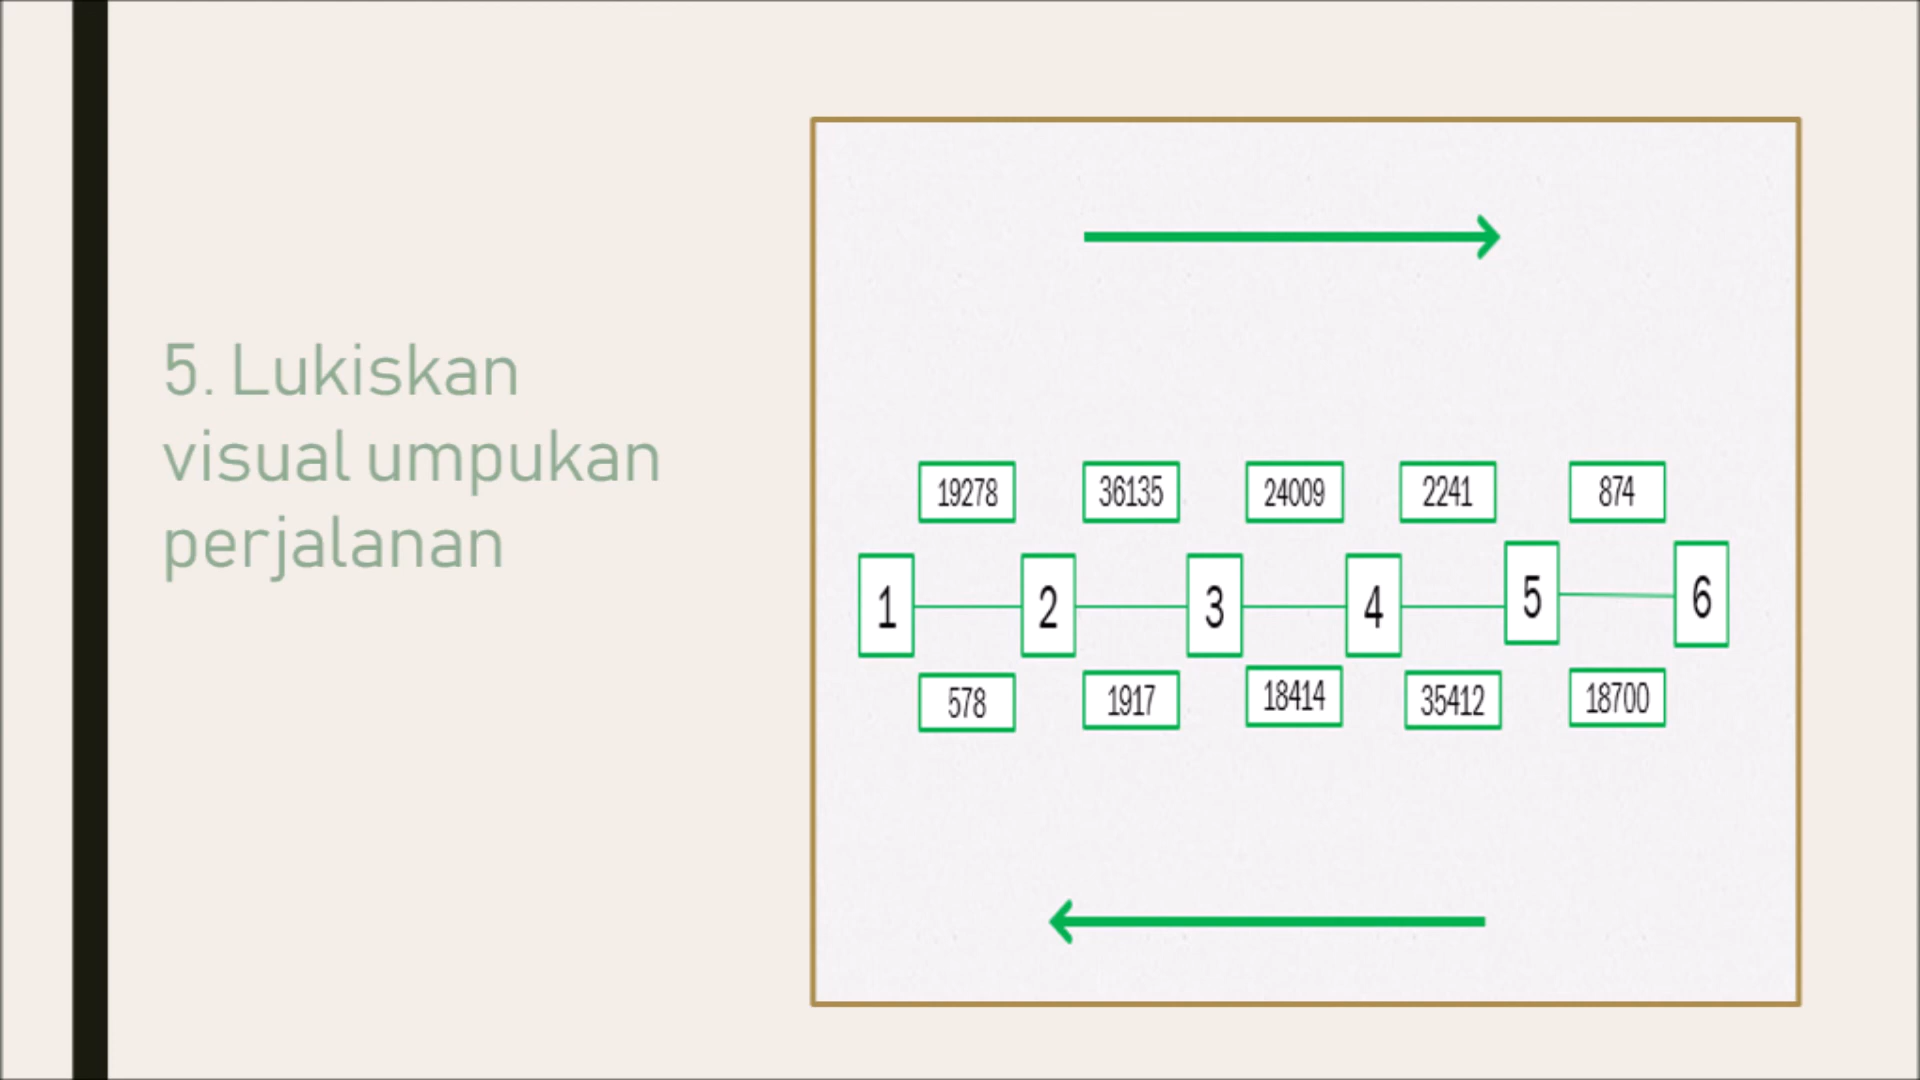 5. Lukiskan
visual umpukan
perjalanan
19278 36135 24009 2241 874
1 2 3 4 5 6
578 1917 18414 35412 18700